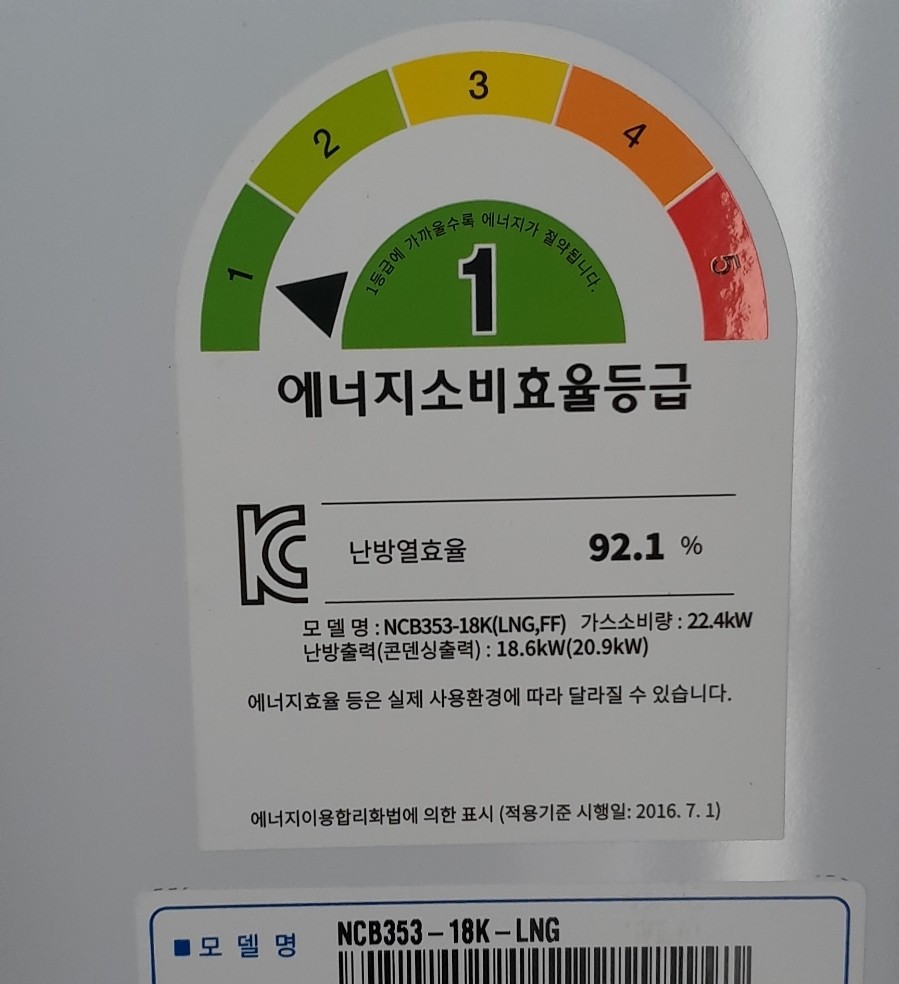 1
2
3
4
5
1등급에 가까울수록 에너지가 절약됩니다.
1
에너지소비효율등급
난방열효율 92.1 %
모 델 명 : NCB353-18K(LNG,FF) 가스소비량 : 22.4kW
난방출력(콘덴싱출력) : 18.6kW(20.9kW)
에너지효율 등은 실제 사용환경에 따라 달라질 수 있습니다.
에너지이용합리화법에 의한 표시 (적용기준 시행일: 2016. 7. 1)
■ 모 델 명 NCB353-18K-LNG